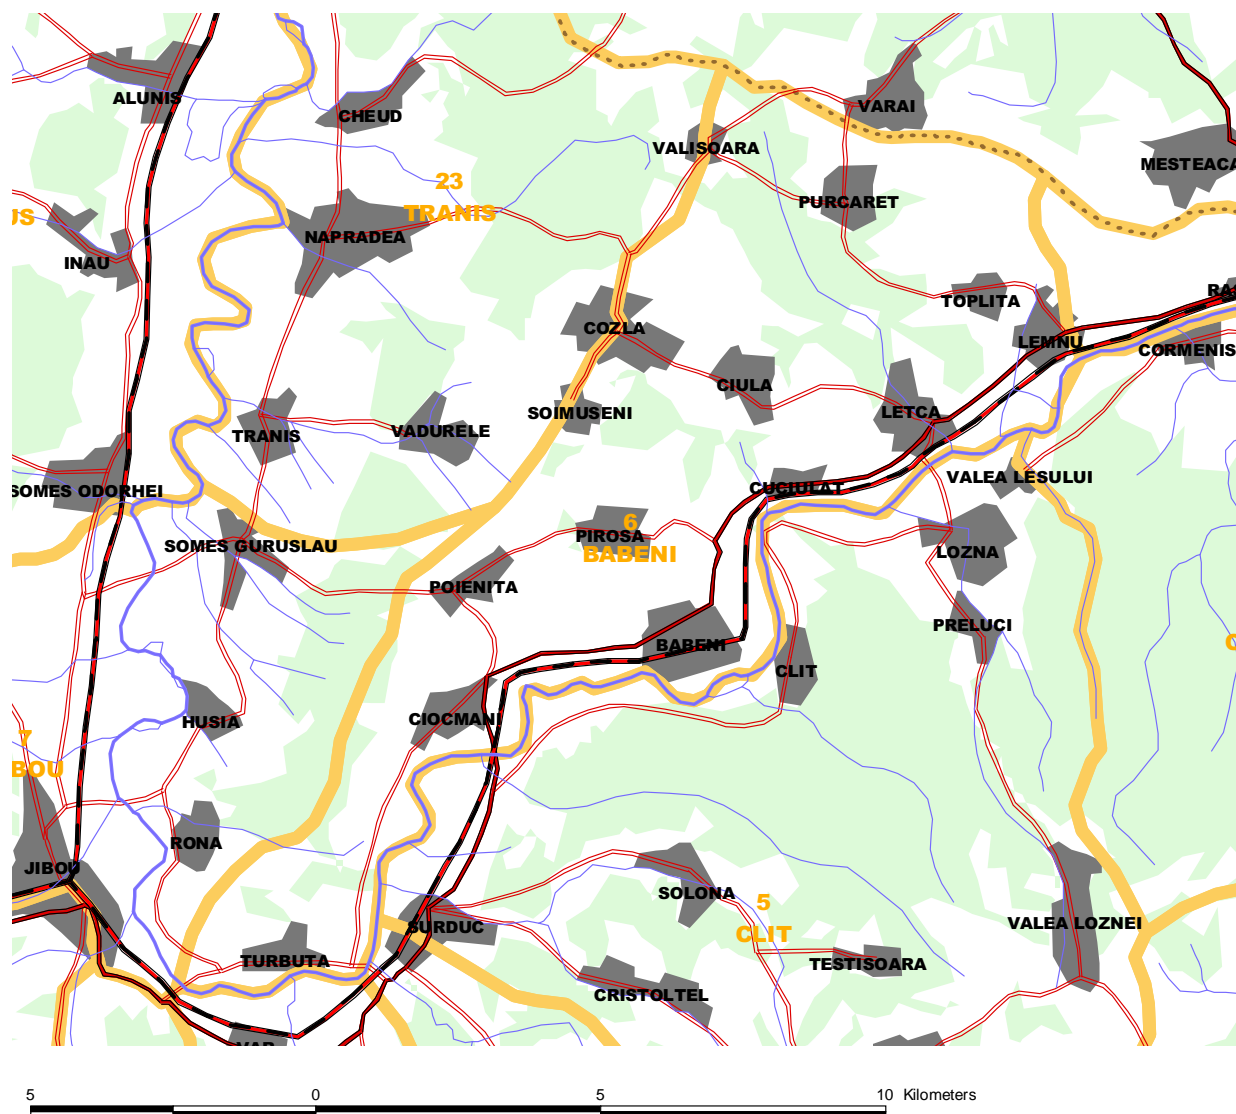 ALUNIS
CHEUD
VARAI
VALISOARA
MESTEACA
23
TRANIS
PURCARET
US
NAPRADEA
INAU
TOPLITA
COZLA
LEMNU
CORMENIS
CIULA
SOIMUSENI
LETCA
TRANIS
VADURELE
VALEA LESULUI
SOMES ODORHEI
CUCIULAT
6
PIROSA
BABENI
SOMES GURUSLAU
LOZNA
POIENITA
PRELUCI
BABENI
CLIT
HUSIA
CIOCMANI
7
BOU
RONA
JIBOU
SOLONA
5
CLIT
VALEA LOZNEI
SURDUC
TURBUTA
TESTISOARA
CRISTOLTEL
5 0 5 10 Kilometers